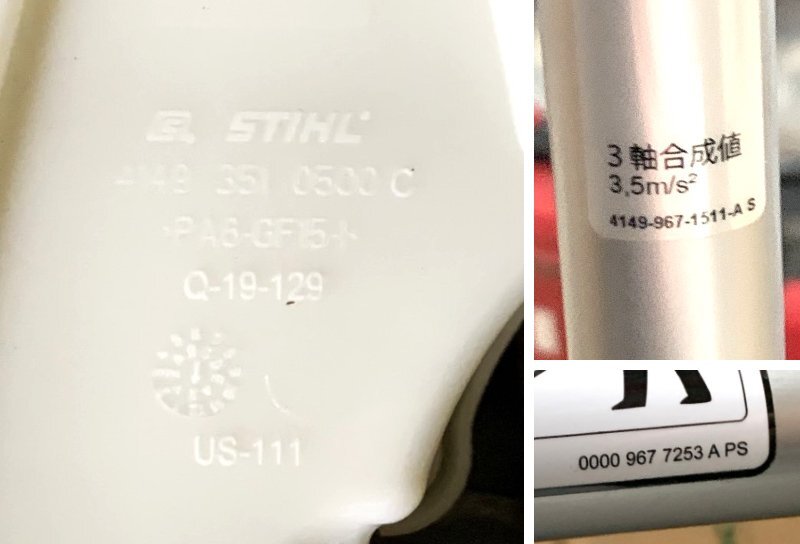 STIHL
4149 351 0500 C
>PA6-GF15-I<
Q-19-129
US-111
3軸合成値
3,5m/s²
4149-967-1511-A S
0000 967 7253 A PS